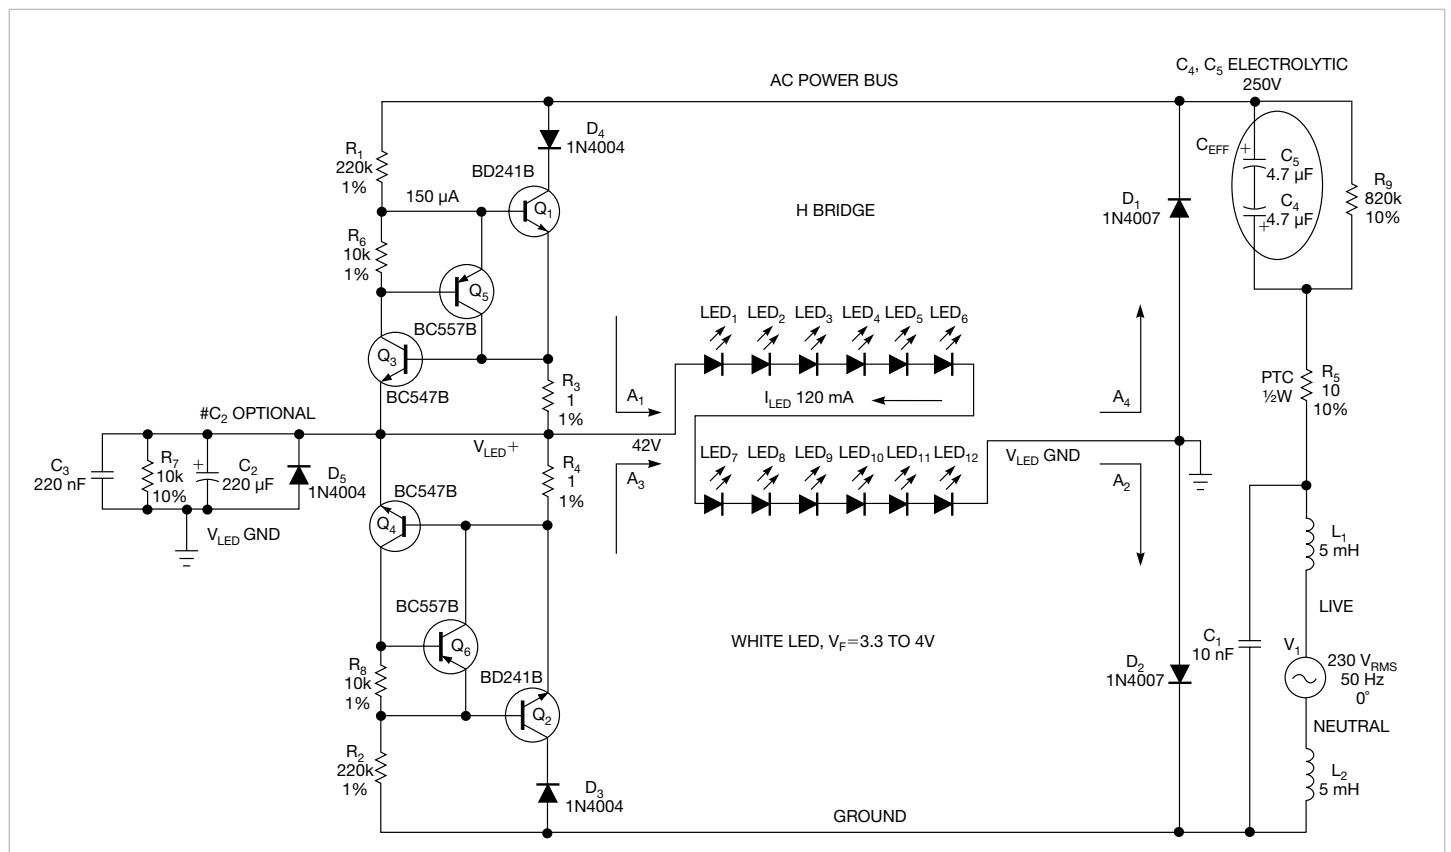 AC POWER BUS
C4, C5 ELECTROLYTIC
250V
R1
220k
1%
D4
1N4004
BD241B
150 µA
Q1
R6
10k
1%
Q5
BC557B
Q3
BC547B
R3
1
1%
H BRIDGE
D1
1N4007
CEFF
+
C5
4.7 µF
C4
4.7 µF
+
R9
820k
10%
LED1 LED2 LED3 LED4 LED5 LED6
A1
ILED 120 mA
A4
PTC
½W
R5
10
10%
#C2 OPTIONAL
VLED+
42V
C3
220 nF
R7
10k
10%
+
C2
220 µF
D5
1N4004
VLED GND
R4
1
1%
A3
LED7 LED8 LED9 LED10 LED11 LED12
VLED GND
A2
BC547B
Q4
BC557B
Q6
R8
10k
1%
BD241B
Q2
R2
220k
1%
D3
1N4004
WHITE LED, VF=3.3 TO 4V
D2
1N4007
L1
5 mH
LIVE
C1
10 nF
V1
230 VRMS
50 Hz
0°
NEUTRAL
L2
5 mH
GROUND